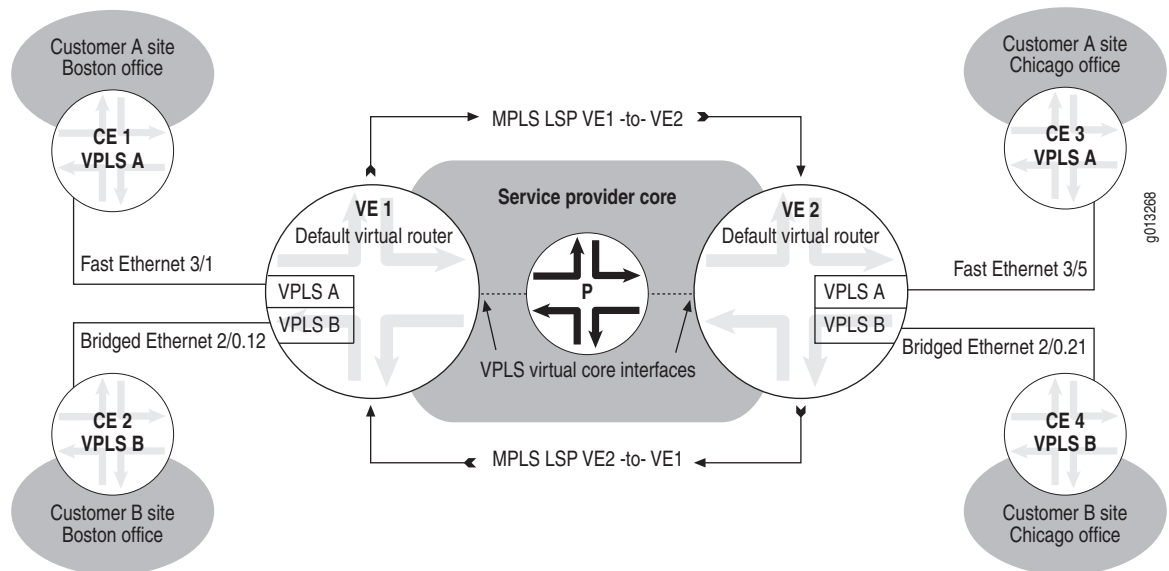 Customer A site
Boston office
CE 1
VPLS A
Fast Ethernet 3/1
Bridged Ethernet 2/0.12
CE 2
VPLS B
Customer B site
Boston office
MPLS LSP VE1 -to- VE2
Service provider core
VE 1
Default virtual router
VPLS A
VPLS B
P
VPLS virtual core interfaces
VE 2
Default virtual router
VPLS A
VPLS B
MPLS LSP VE2 -to- VE1
Customer A site
Chicago office
CE 3
VPLS A
Fast Ethernet 3/5
Bridged Ethernet 2/0.21
CE 4
VPLS B
Customer B site
Chicago office
g013268